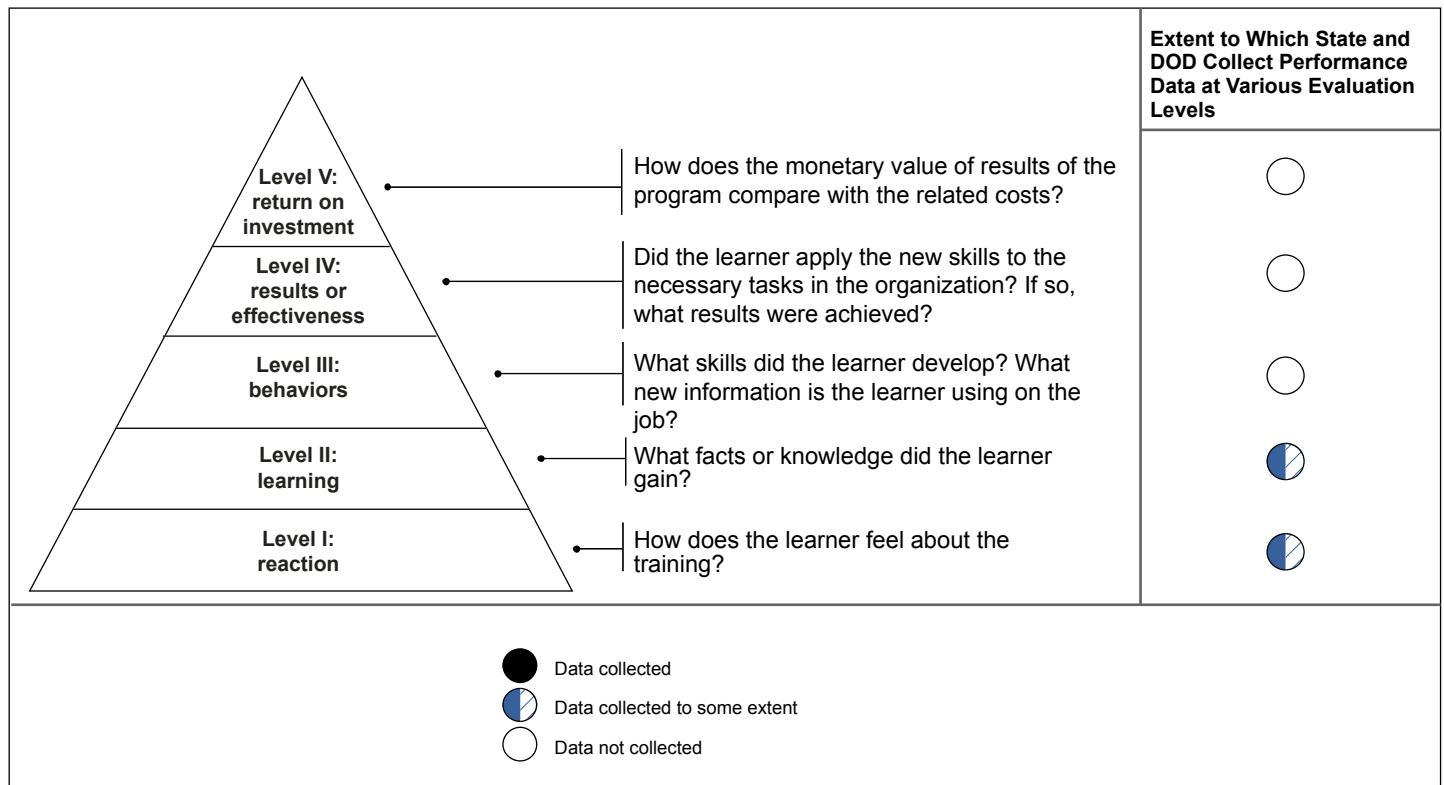 Extent to Which State and
DOD Collect Performance
Data at Various Evaluation
Levels
Level V:
return on
investment
How does the monetary value of results of the
program compare with the related costs?
Level IV:
results or
effectiveness
Did the learner apply the new skills to the
necessary tasks in the organization? If so,
what results were achieved?
Level III:
behaviors
What skills did the learner develop? What
new information is the learner using on the
job?
Level II:
learning
What facts or knowledge did the learner
gain?
Level I:
reaction
How does the learner feel about the
training?
Data collected
Data collected to some extent
Data not collected